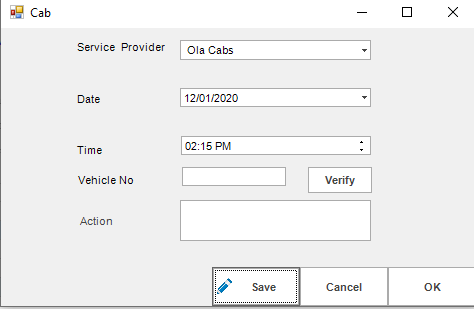 Cab
Service Provider
Ola Cabs
Date
12/01/2020
Time
02:15 PM
Vehicle No
Verify
Action
Save
Cancel
OK